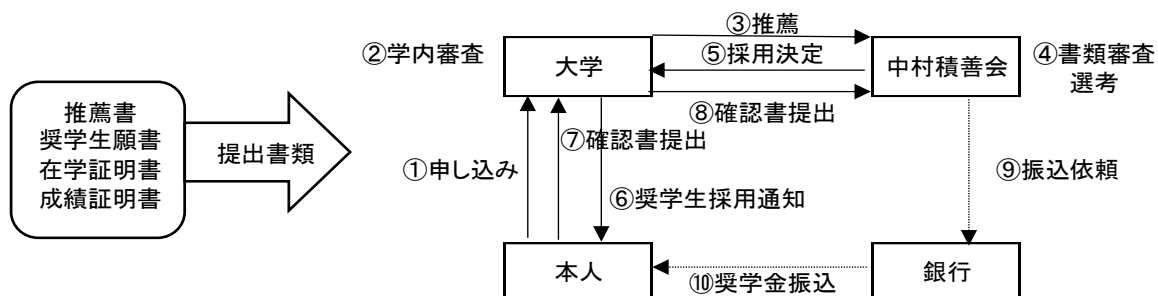 ③推薦
②学内審査
大学
⑤採用決定
中村積善会
④書類審査
選考
推薦書
奨学生願書
在学証明書
成績証明書
提出書類
⑧確認書提出
⑦確認書提出
①申し込み
⑨振込依頼
⑥奨学生採用通知
本人
銀行
⑩奨学金振込